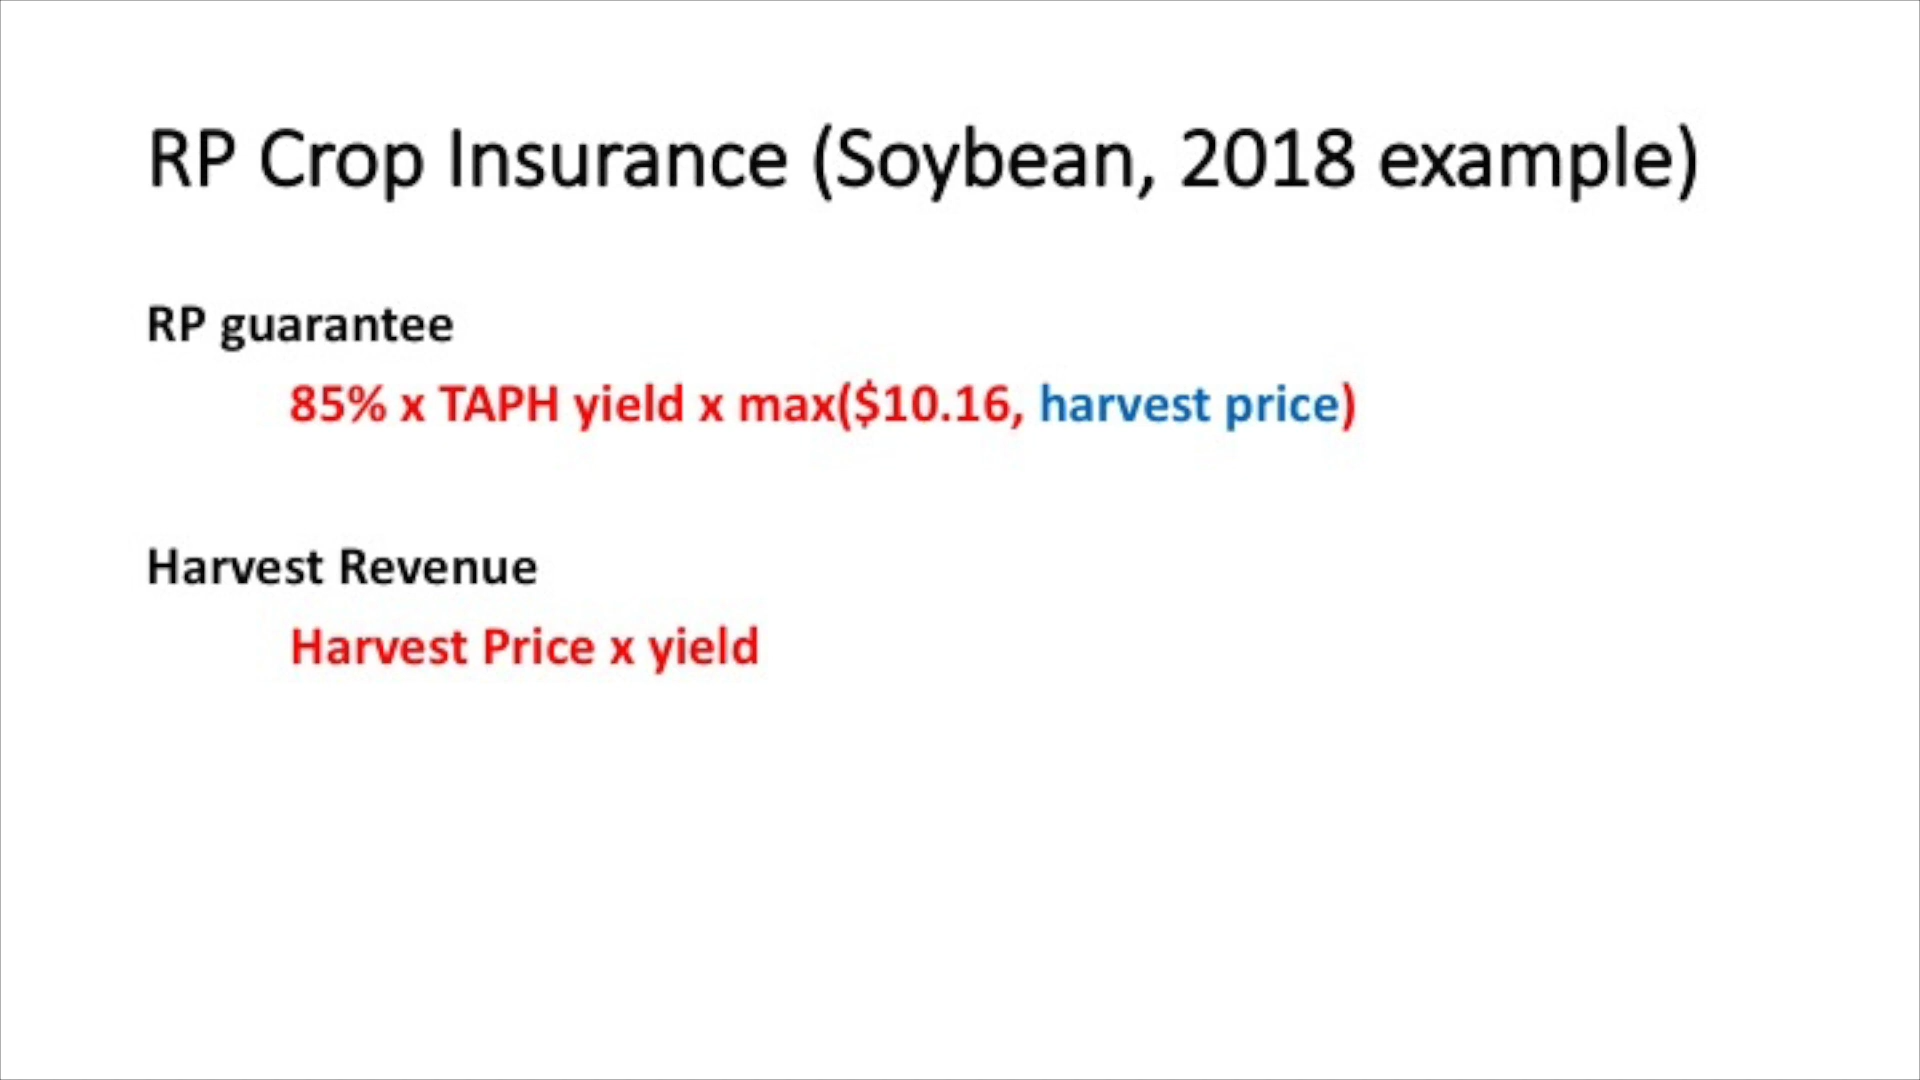 RP Crop Insurance (Soybean, 2018 example)
RP guarantee
85% x TAPH yield x max($10.16, harvest price)
Harvest Revenue
Harvest Price x yield